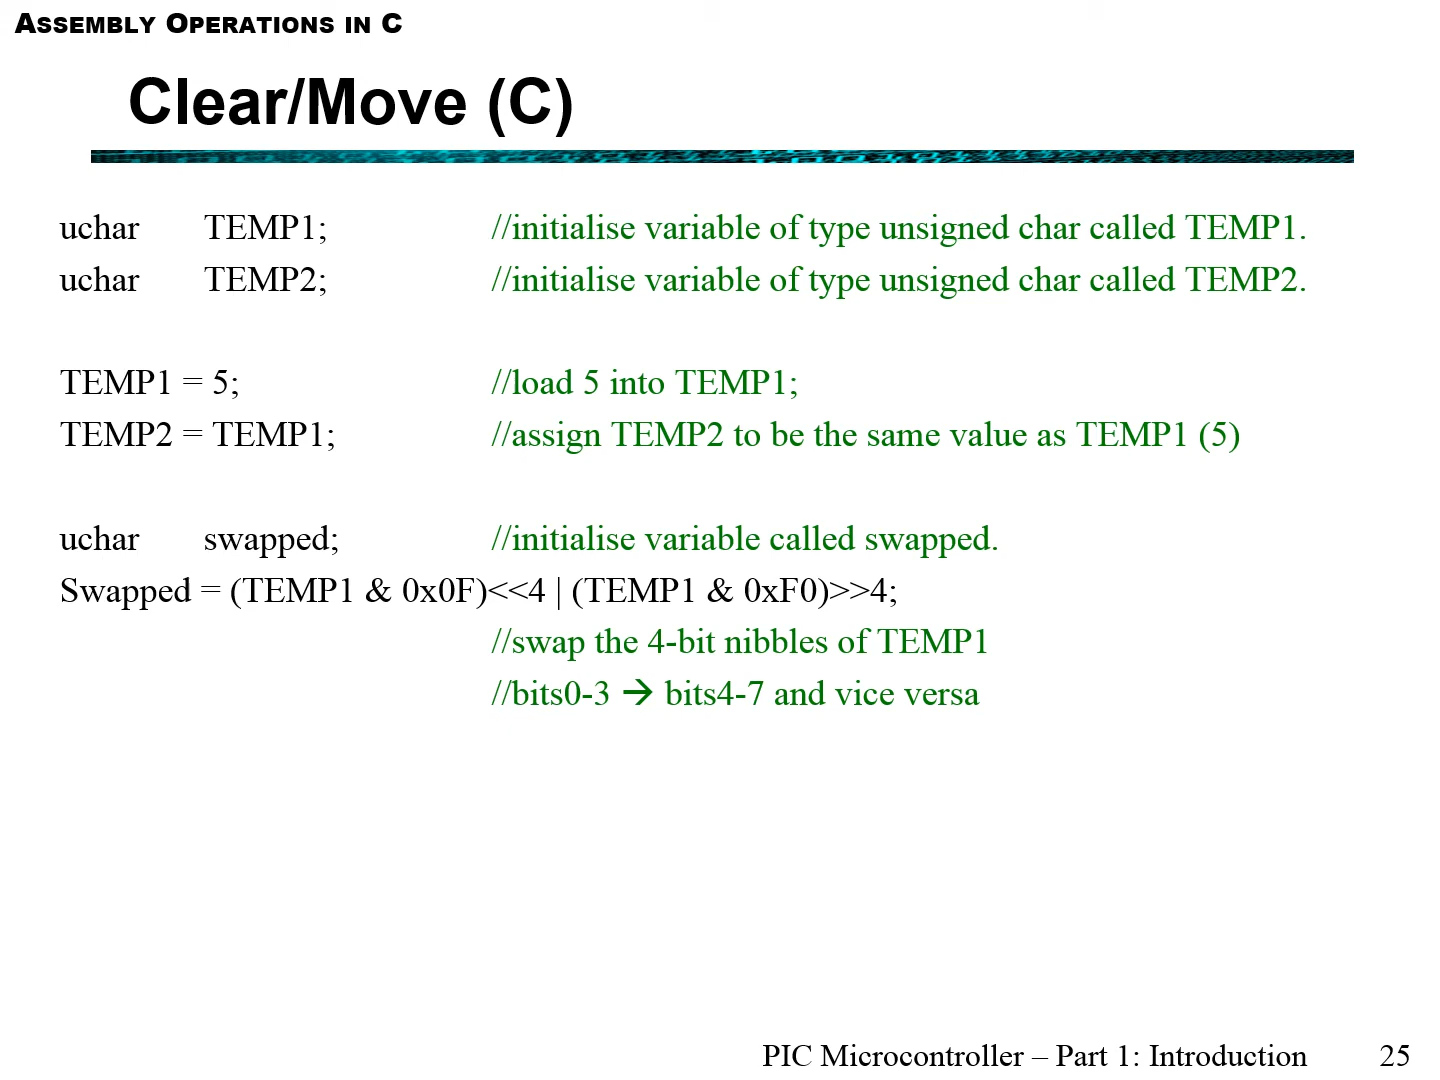 ASSEMBLY OPERATIONS IN C
Clear/Move (C)
uchar TEMP1; //initialise variable of type unsigned char called TEMP1.
uchar TEMP2; //initialise variable of type unsigned char called TEMP2.
TEMP1 = 5; //load 5 into TEMP1;
TEMP2 = TEMP1; //assign TEMP2 to be the same value as TEMP1 (5)
uchar swapped; //initialise variable called swapped.
Swapped = (TEMP1 & 0x0F)<<4 | (TEMP1 & 0xF0)>>4;
//swap the 4-bit nibbles of TEMP1
//bits0-3 → bits4-7 and vice versa
PIC Microcontroller – Part 1: Introduction 25